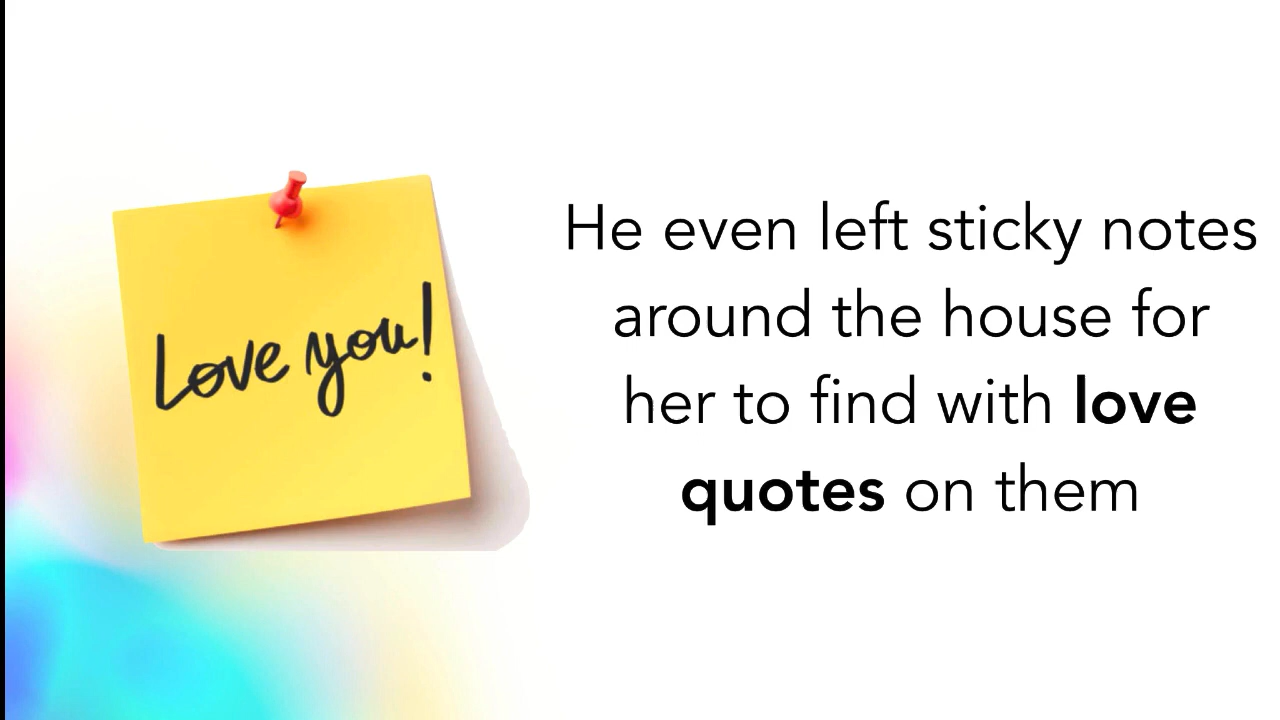 Love you!
He even left sticky notes
around the house for
her to find with love
quotes on them